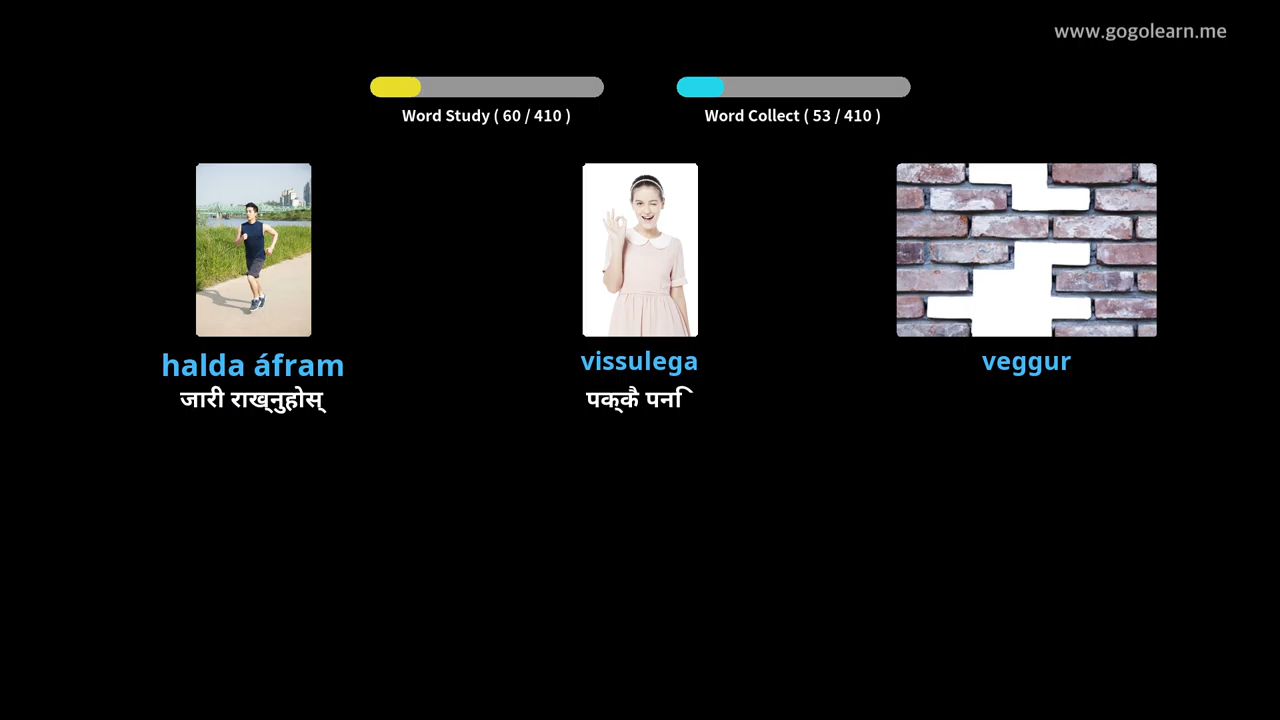 www.gogolearn.me
Word Study ( 60 / 410 )
Word Collect ( 53 / 410 )
halda áfram
vissulega
veggur
जारी राख्नुहोस्
पक्कै पनि